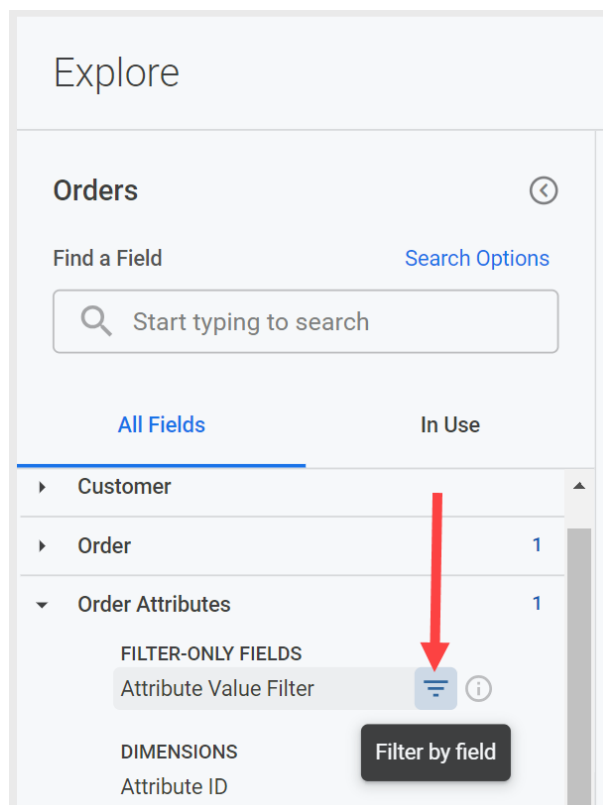 Explore
Orders
Find a Field Search Options
Start typing to search
All Fields In Use
Customer
Order 1
Order Attributes 1
FILTER-ONLY FIELDS
Attribute Value Filter
Filter by field
DIMENSIONS
Attribute ID